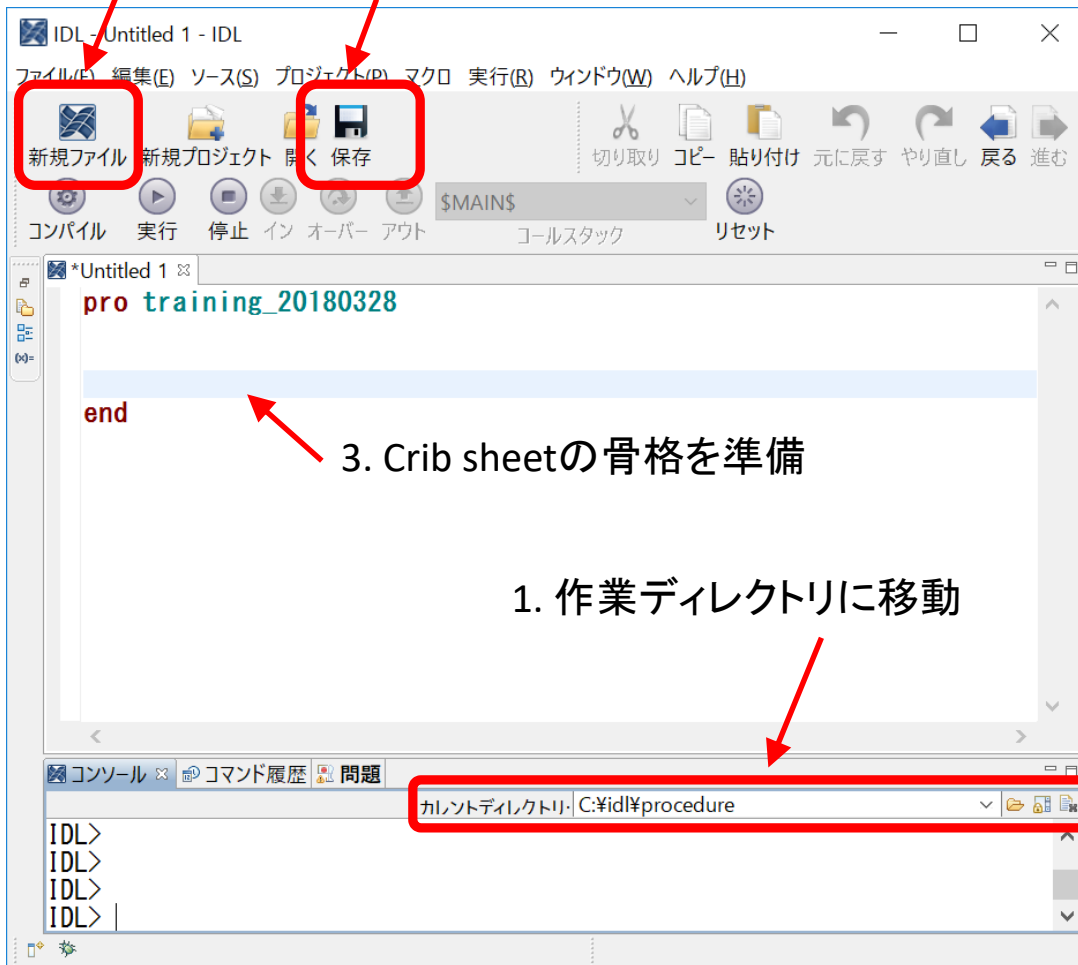 IDL - Untitled 1 - IDL
ファイル(F) 編集(E) ソース(S) プロジェクト(P) マクロ 実行(R) ウィンドウ(W) ヘルプ(H)
新規ファイル 新規プロジェクト 開く 保存 切り取り コピー 貼り付け 元に戻す やり直し 戻る 進む
$MAIN$
コンパイル 実行 停止 イン オーバー アウト コールスタック リセット
*Untitled 1
pro training_20180328
(x)=
end
3. Crib sheetの骨格を準備
1. 作業ディレクトリに移動
コンソール コマンド履歴 問題
カレントディレクトリ・ C:¥idl¥procedure
IDL>
IDL>
IDL>
IDL>